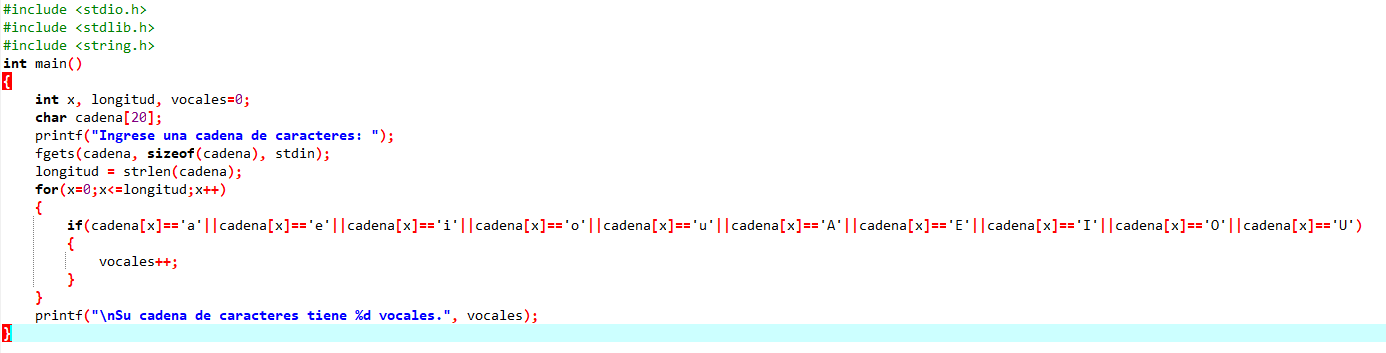 #include <stdio.h>
#include <stdlib.h>
#include <string.h>
int main()
{
    int x, longitud, vocales=0;
    char cadena[20];
    printf("Ingrese una cadena de caracteres: ");
    fgets(cadena, sizeof(cadena), stdin);
    longitud = strlen(cadena);
    for(x=0;x<=longitud;x++)
    {
        if(cadena[x]=='a'||cadena[x]=='e'||cadena[x]=='i'||cadena[x]=='o'||cadena[x]=='u'||cadena[x]=='A'||cadena[x]=='E'||cadena[x]=='I'||cadena[x]=='O'||cadena[x]=='U')
        {
            vocales++;
        }
    }
    printf("\nSu cadena de caracteres tiene %d vocales.", vocales);
}